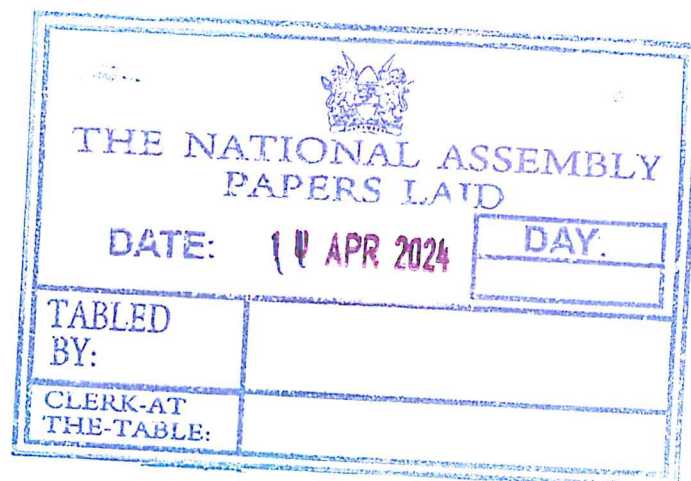 THE NATIONAL ASSEMBLY
PAPERS LAID
DATE: APR 2024
DAY:
TABLED
BY:
CLERK-AT
THE-TABLE: